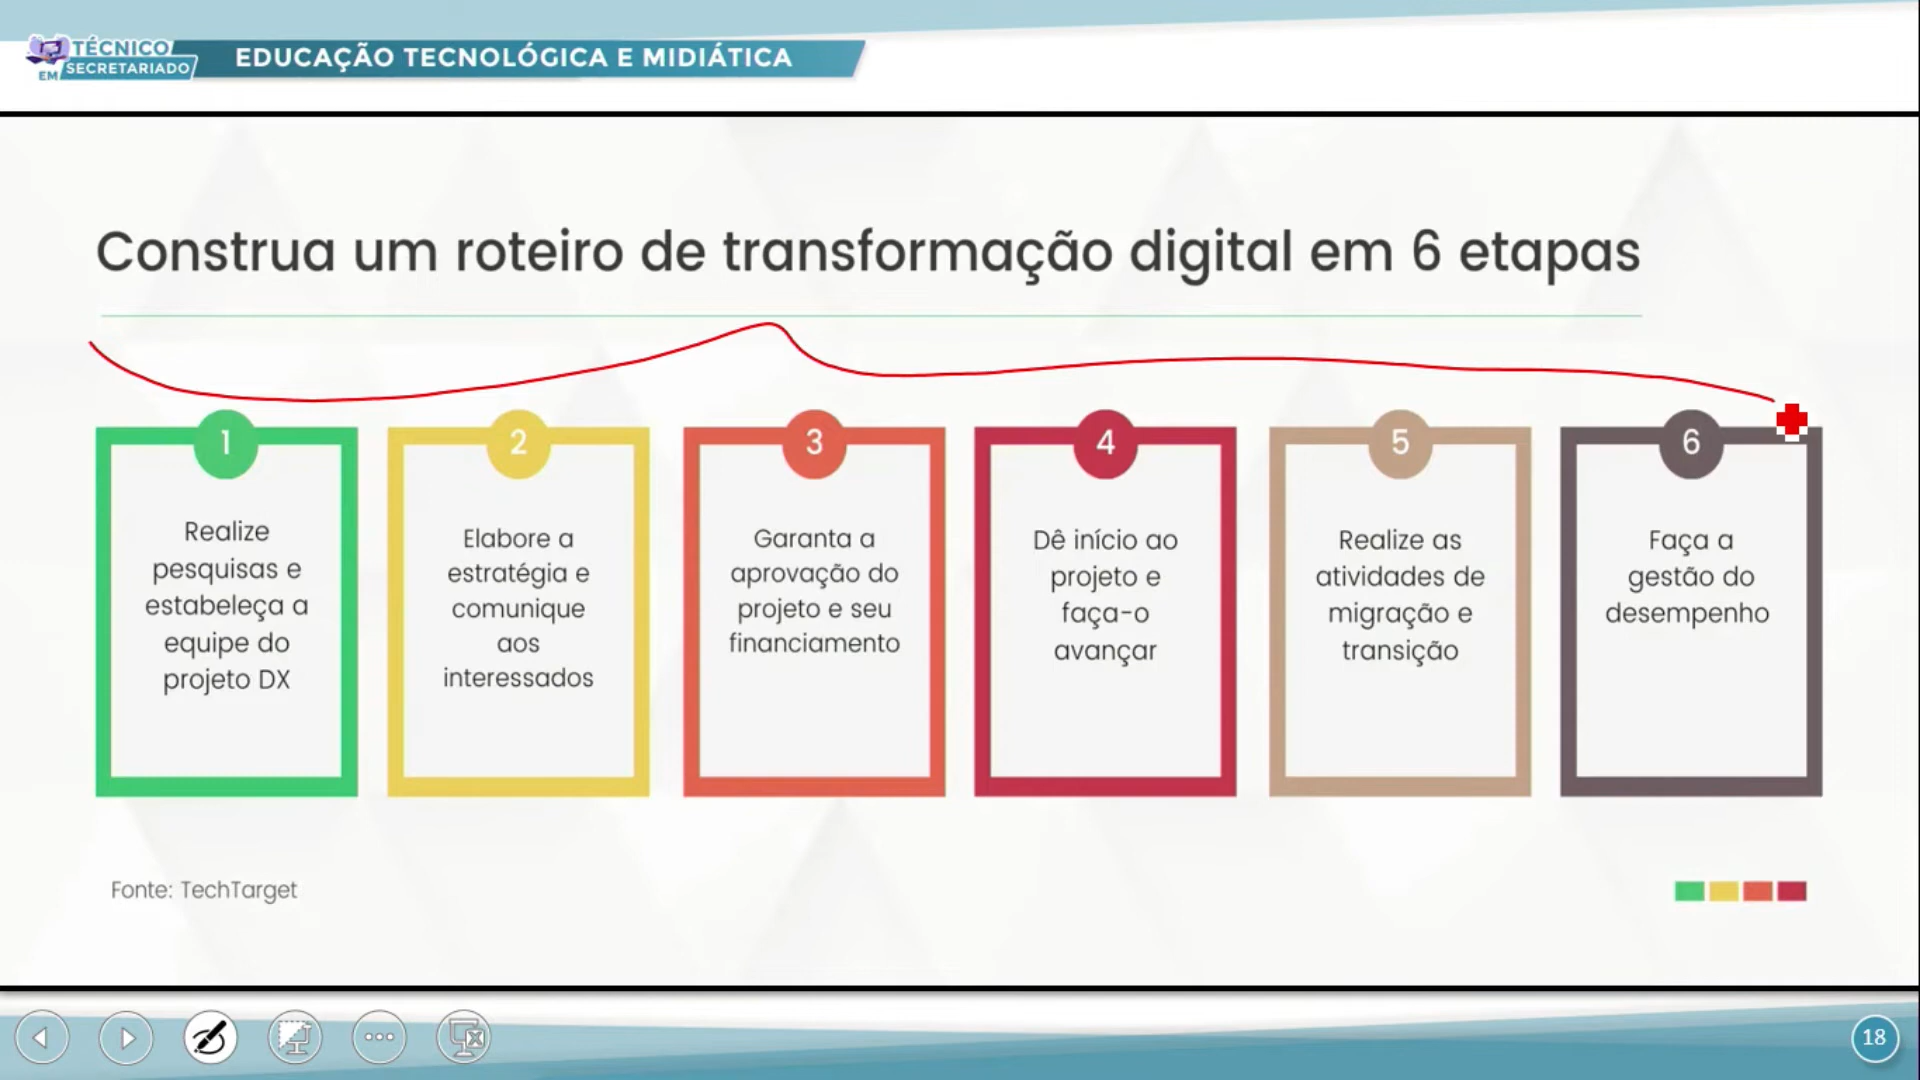 TÉCNICO
EM SECRETARIADO
EDUCAÇÃO TECNOLÓGICA E MIDIÁTICA
Construa um roteiro de transformação digital em 6 etapas
1
Realize
pesquisas e
estabeleça a
equipe do
projeto DX
2
Elabore a
estratégia e
comunique
aos
interessados
3
Garanta a
aprovação do
projeto e seu
financiamento
4
Dê início ao
projeto e
faça-o
avançar
5
Realize as
atividades de
migração e
transição
6
Faça a
gestão do
desempenho
Fonte: TechTarget
18